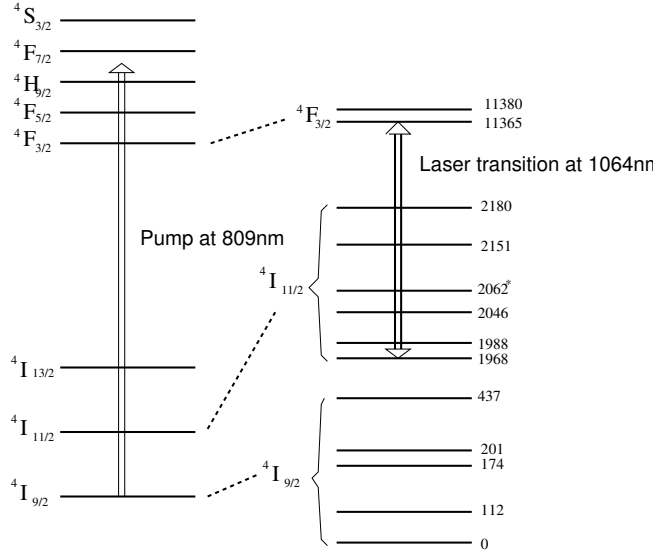 4S3/2
4F7/2
4H9/2
4F5/2
4F3/2
4I13/2
4I11/2
4I9/2
Pump at 809nm
4F3/2
11380
11365
Laser transition at 1064nm
4I11/2
2180
2151
2062*
2046
1988
1968
4I9/2
437
201
174
112
0